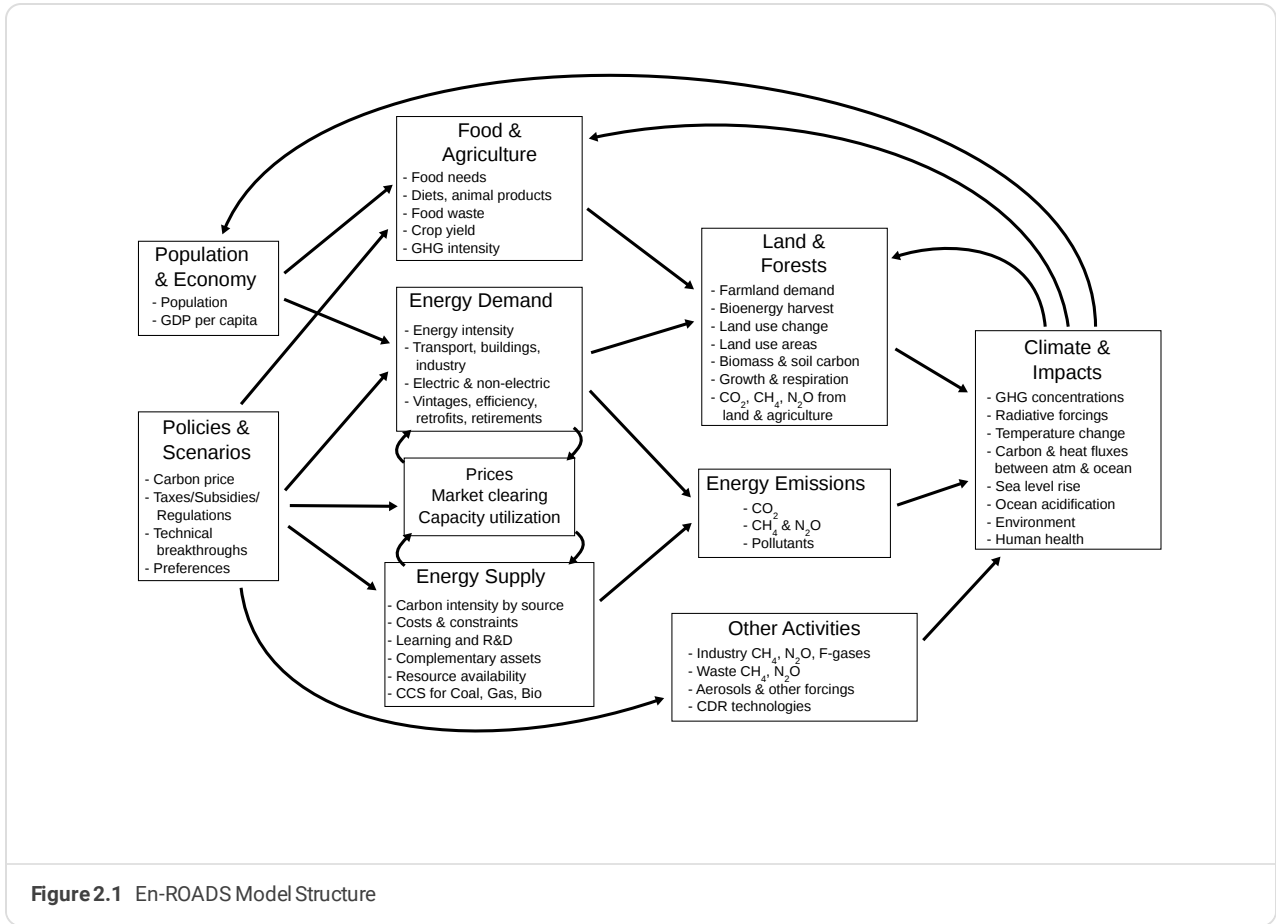 Food &
Agriculture
- Food needs
- Diets, animal products
- Food waste
- Crop yield
- GHG intensity
Population
& Economy
- Population
- GDP per capita
Energy Demand
- Energy intensity
- Transport, buildings,
industry
- Electric & non-electric
- Vintages, efficiency,
retrofits, retirements
Land &
Forests
- Farmland demand
- Bioenergy harvest
- Land use change
- Land use areas
- Biomass & soil carbon
- Growth & respiration
- CO₂, CH₄, N₂O from
land & agriculture
Climate &
Impacts
- GHG concentrations
- Radiative forcings
- Temperature change
- Carbon & heat fluxes
between atm & ocean
- Sea level rise
- Ocean acidification
- Environment
- Human health
Policies &
Scenarios
- Carbon price
- Taxes/Subsidies/
Regulations
- Technical
breakthroughs
- Preferences
Prices
Market clearing
Capacity utilization
Energy Emissions
- CO₂
- CH₄ & N₂O
- Pollutants
Energy Supply
- Carbon intensity by source
- Costs & constraints
- Learning and R&D
- Complementary assets
- Resource availability
- CCS for Coal, Gas, Bio
Other Activities
- Industry CH₄, N₂O, F-gases
- Waste CH₄, N₂O
- Aerosols & other forcings
- CDR technologies
Figure 2.1 En-ROADS Model Structure